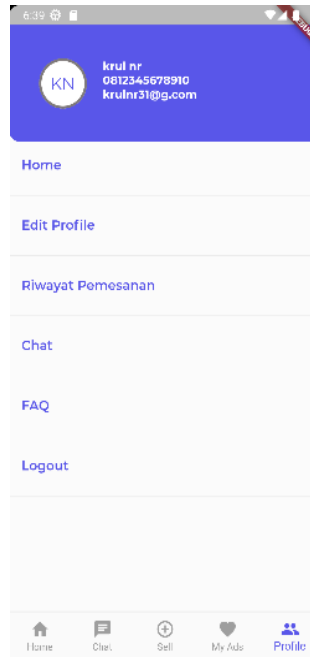 6:39
krul nr
KN
0812345678910
krulnr31@g.com
Home
Edit Profile
Riwayat Pemesanan
Chat
FAQ
Logout
Home
Chat
Sell
My Ads
Profile